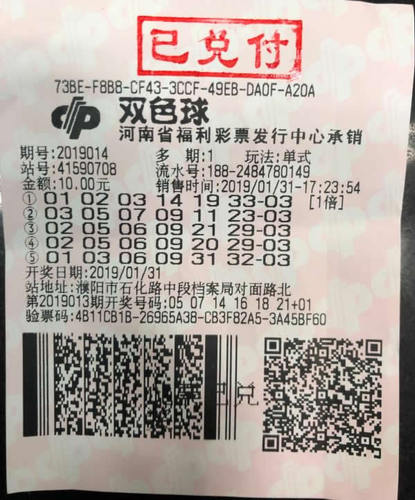 已兑付
73BE-F8B8-CF43-3CCF-49EB-DA0F-A20A
双色球
河南省福利彩票发行中心承销
期号:2019014 多 期:1 玩法:单式
站号:41590708 流水号:188-2484780149
金额:10.00元 销售时间:2019/01/31-17:23:54
① 01 02 03 14 19 33-03 [1倍]
② 03 05 07 09 11 23-03
③ 02 05 06 09 21 29-03
④ 02 05 06 09 20 29-03
⑤ 01 03 06 09 31 32-03
开奖日期:2019/01/31
站址:濮阳市石化路中段档案局对面路北
第2019013期开奖号码:05 07 14 16 18 21+01
验票码:4B11CB1B-26965A38-CB3F82A5-3A45BF60
已兑